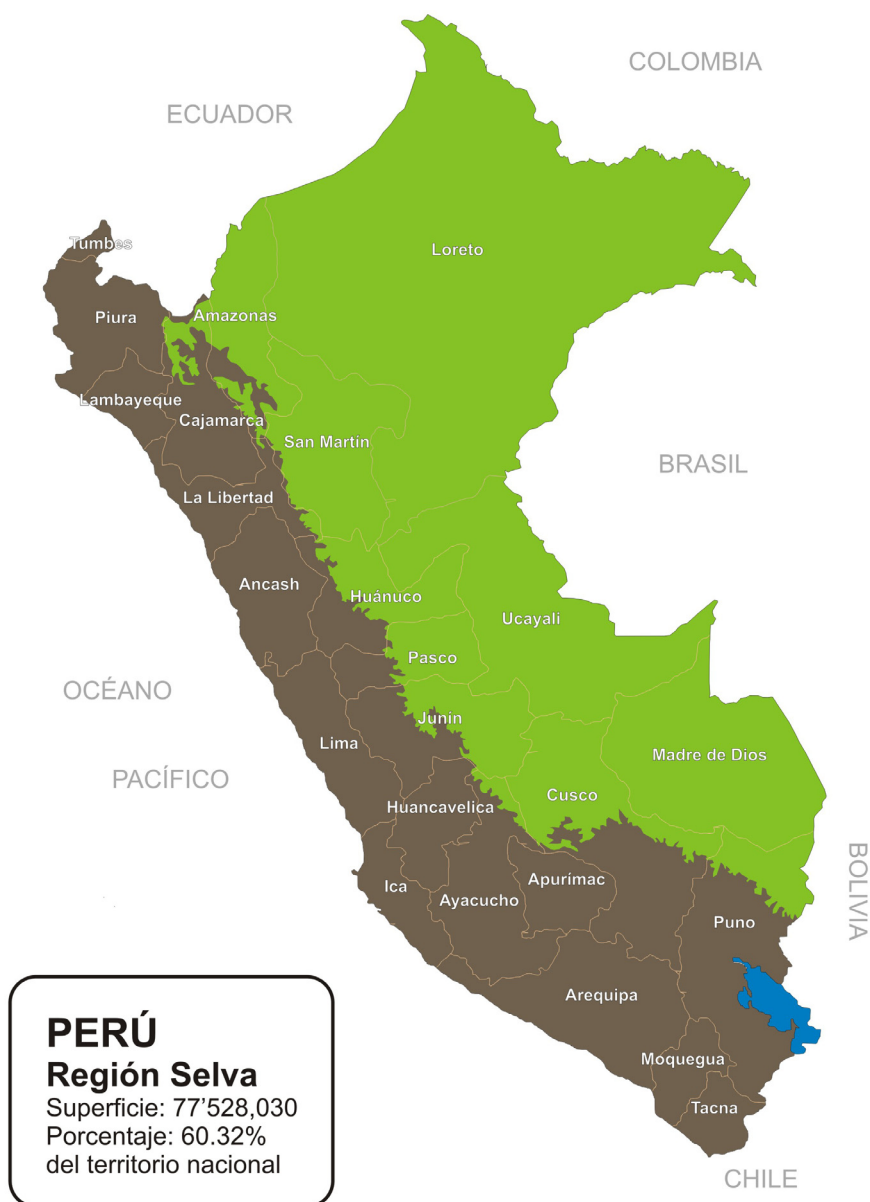 COLOMBIA
ECUADOR
Tumbes
Loreto
Piura
Amazonas
Lambayeque
Cajamarca
San Martin
BRASIL
La Libertad
Ancash
Huánuco
Ucayali
Pasco
OCÉANO
Junín
Lima
Madre de Dios
PACÍFICO
Cusco
Huancavelica
BOLIVIA
Ica
Apurímac
Ayacucho
Puno
Arequipa
PERÚ
Región Selva
Superficie: 77’528,030
Porcentaje: 60.32%
del territorio nacional
Moquegua
Tacna
CHILE